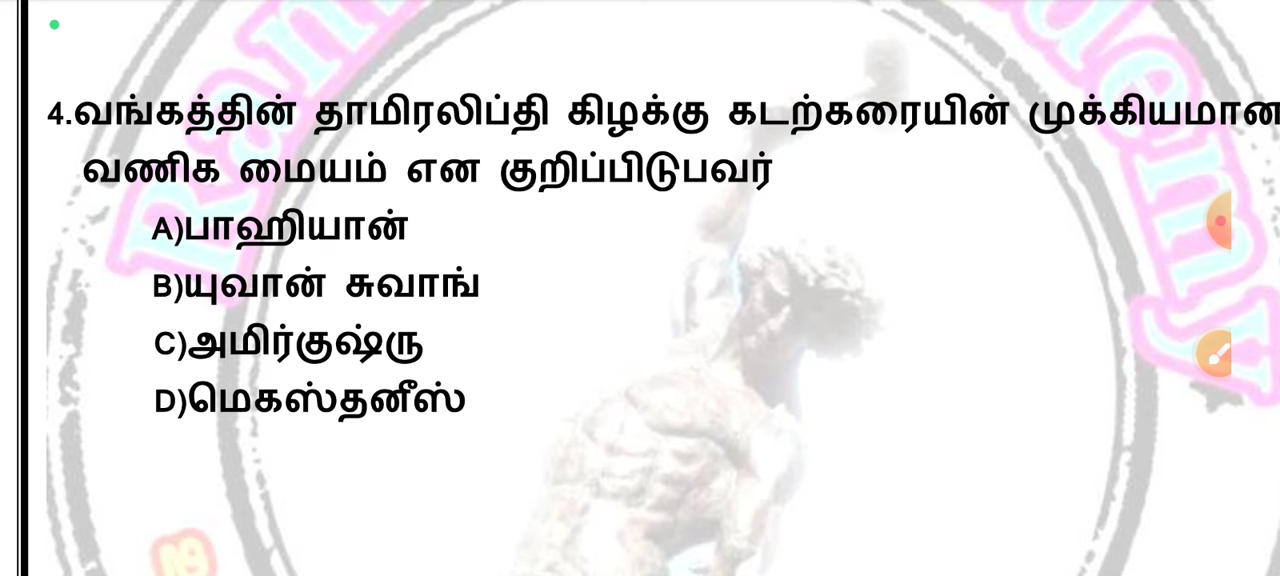 4.வங்கத்தின் தாமிரலிப்தி கிழக்கு கடற்கரையின் முக்கியமான
வணிக மையம் என குறிப்பிடுபவர்
A)பாஹியான்
B)யுவான் சுவாங்
C)அமிர்குஷ்ரு
D)மெகஸ்தனீஸ்